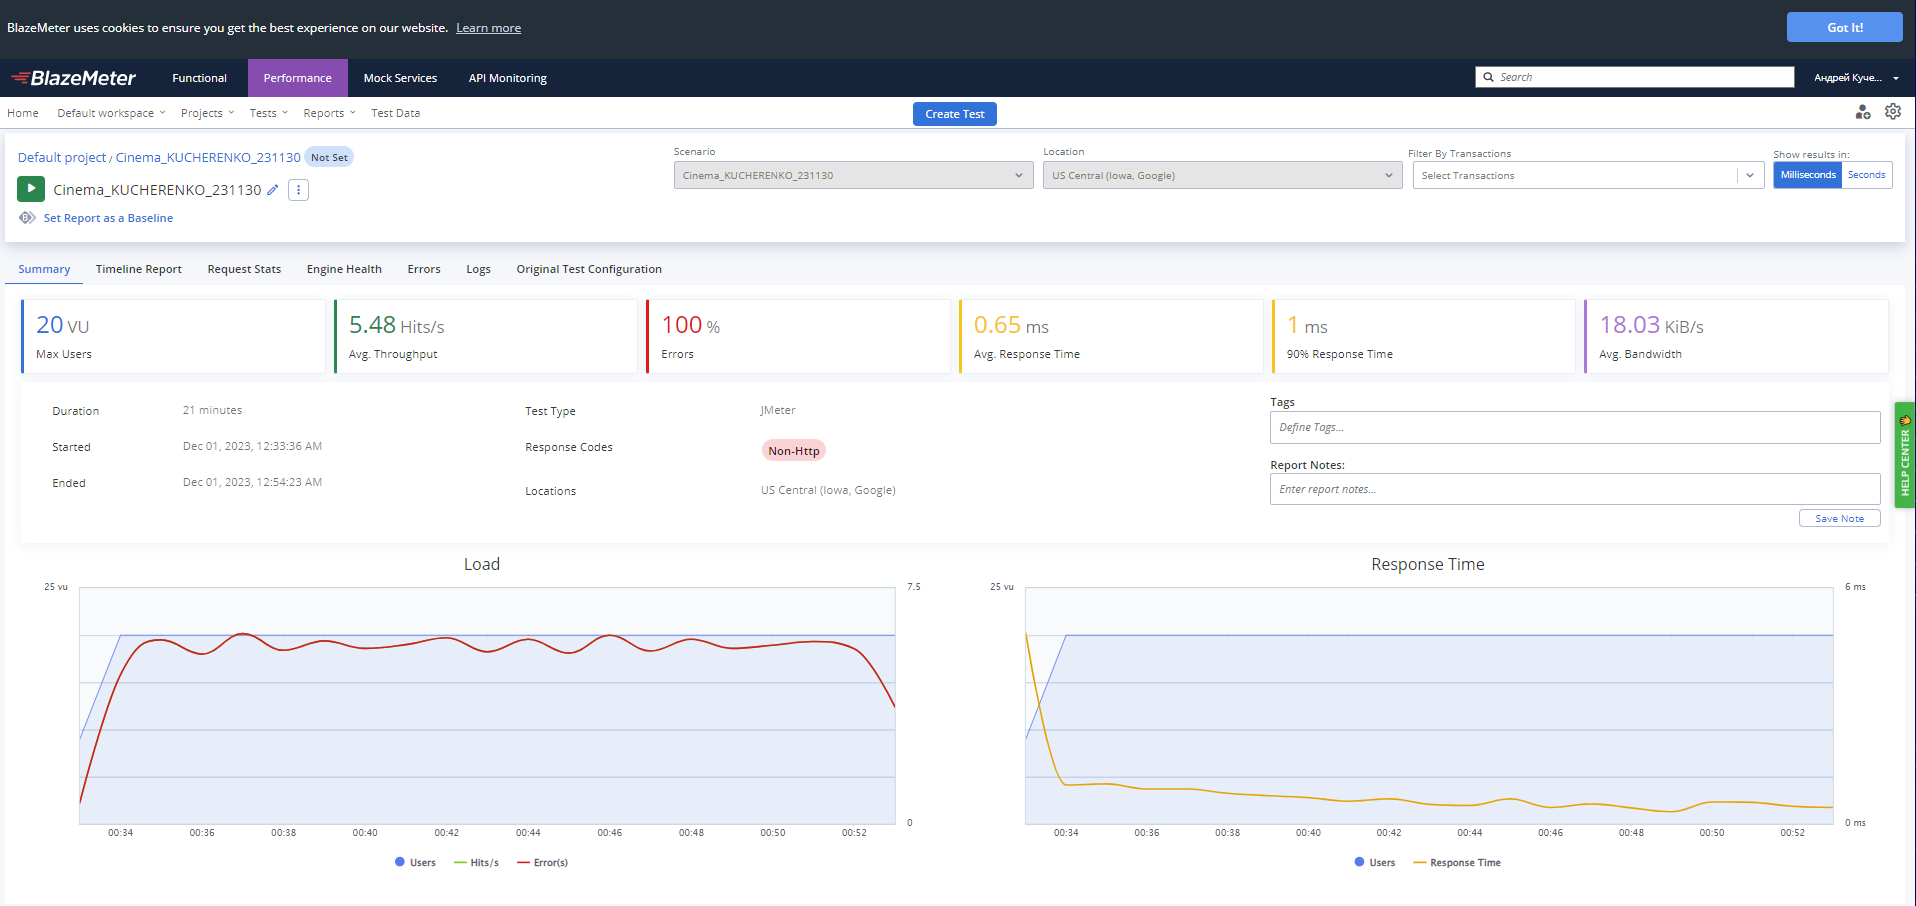 BlazeMeter uses cookies to ensure you get the best experience on our website. Learn more
Got It!
BlazeMeter
Functional
Performance
Mock Services
API Monitoring
Search
Андрей Куче...
Home
Default workspace
Projects
Tests
Reports
Test Data
Create Test
Default project / Cinema_KUCHERENKO_231130 Not Set
Cinema_KUCHERENKO_231130
Set Report as a Baseline
Scenario
Cinema_KUCHERENKO_231130
Location
US Central (Iowa, Google)
Filter By Transactions
Select Transactions
Show results in:
Milliseconds Seconds
Summary
Timeline Report
Request Stats
Engine Health
Errors
Logs
Original Test Configuration
20 VU
Max Users
5.48 Hits/s
Avg. Throughput
100 %
Errors
0.65 ms
Avg. Response Time
1 ms
90% Response Time
18.03 KiB/s
Avg. Bandwidth
Duration 21 minutes
Started Dec 01, 2023, 12:33:36 AM
Ended Dec 01, 2023, 12:54:23 AM
Test Type JMeter
Response Codes Non-Http
Locations US Central (Iowa, Google)
Tags
Define Tags...
Report Notes:
Enter report notes...
Save Note
HELP CENTER
Load
25 vu
7.5
0
00:34 00:36 00:38 00:40 00:42 00:44 00:46 00:48 00:50 00:52
Users Hits/s Error(s)
Response Time
25 vu
6 ms
0 ms
00:34 00:36 00:38 00:40 00:42 00:44 00:46 00:48 00:50 00:52
Users Response Time